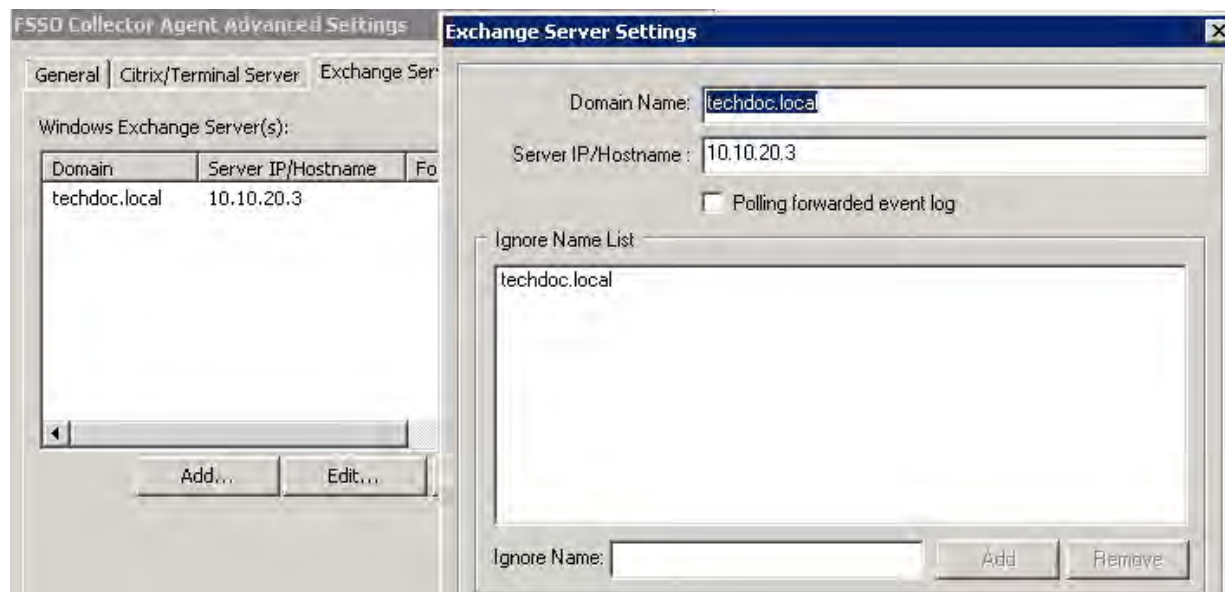 FSSO Collector Agent Advanced Settings
General Citrix/Terminal Server Exchange Ser
Windows Exchange Server(s):
Domain Server IP/Hostname Fo
techdoc.local 10.10.20.3
Add... Edit...
Exchange Server Settings
Domain Name: techdoc.local
Server IP/Hostname : 10.10.20.3
Polling forwarded event log
Ignore Name List
techdoc.local
Ignore Name: Add Remove